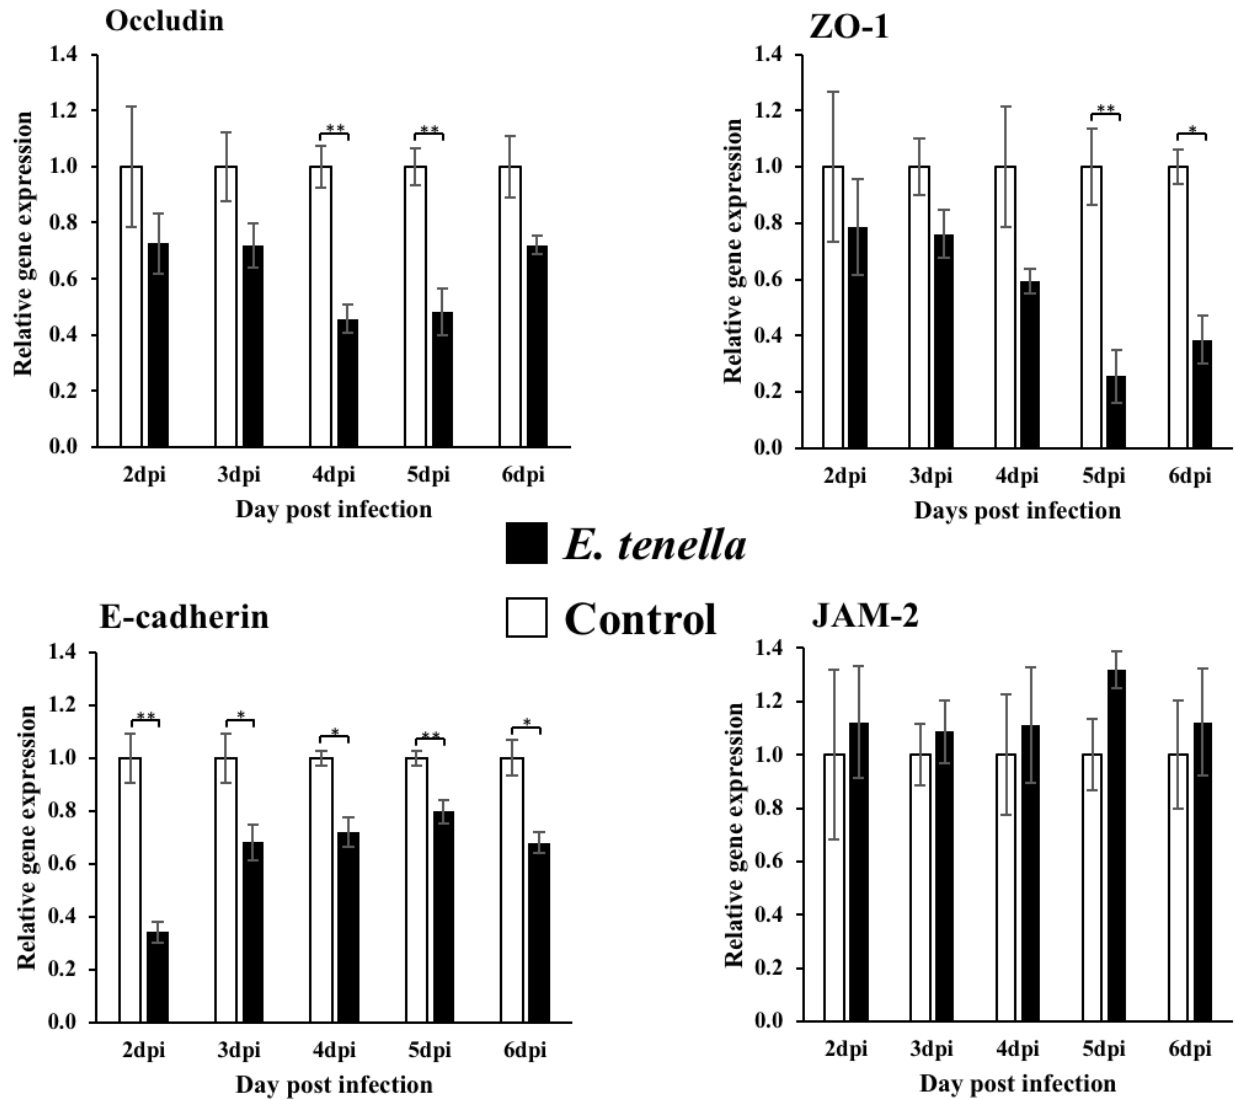 Occludin
Relative gene expression
1.4
1.2
1.0
0.8
0.6
0.4
0.2
0.0
** **
2dpi 3dpi 4dpi 5dpi 6dpi
Day post infection
ZO-1
Relative gene expression
1.4
1.2
1.0
0.8
0.6
0.4
0.2
0.0
** *
2dpi 3dpi 4dpi 5dpi 6dpi
Days post infection
E. tenella
Control
E-cadherin
Relative gene expression
1.4
1.2
1.0
0.8
0.6
0.4
0.2
0.0
** * * ** *
2dpi 3dpi 4dpi 5dpi 6dpi
Day post infection
JAM-2
Relative gene expression
1.4
1.2
1.0
0.8
0.6
0.4
0.2
0.0
2dpi 3dpi 4dpi 5dpi 6dpi
Day post infection